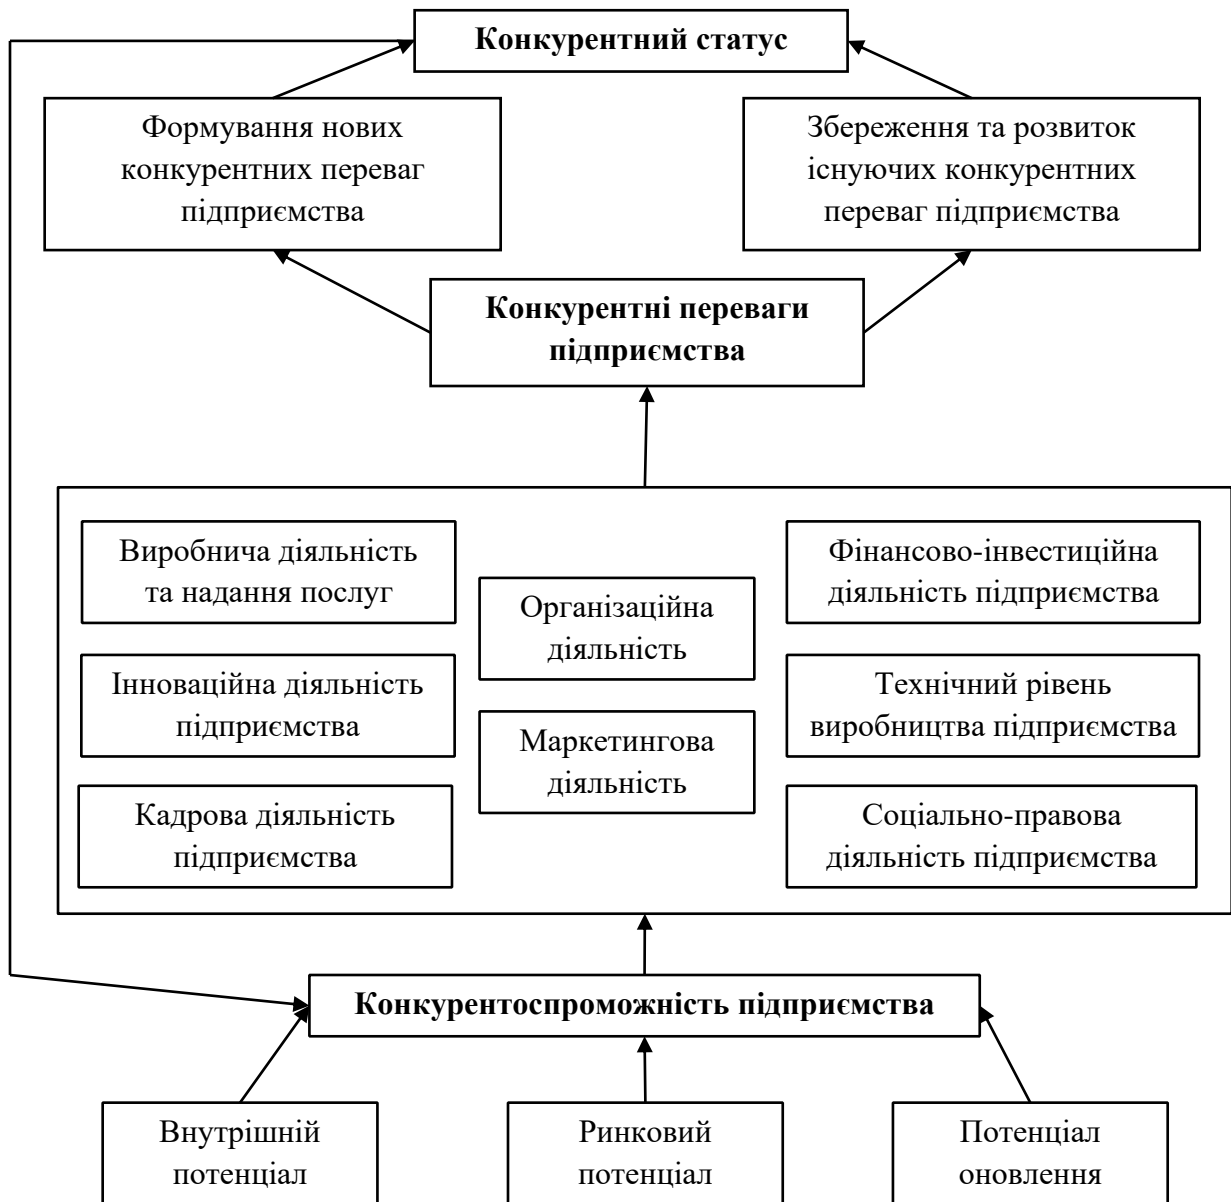 Конкурентний статус
Формування нових
конкурентних переваг
підприємства
Збереження та розвиток
існуючих конкурентних
переваг підприємства
Конкурентні переваги
підприємства
Виробнича діяльність
та надання послуг
Інноваційна діяльність
підприємства
Кадрова діяльність
підприємства
Організаційна
діяльність
Маркетингова
діяльність
Фінансово-інвестиційна
діяльність підприємства
Технічний рівень
виробництва підприємства
Соціально-правова
діяльність підприємства
Конкурентоспроможність підприємства
Внутрішній
потенціал
Ринковий
потенціал
Потенціал
оновлення